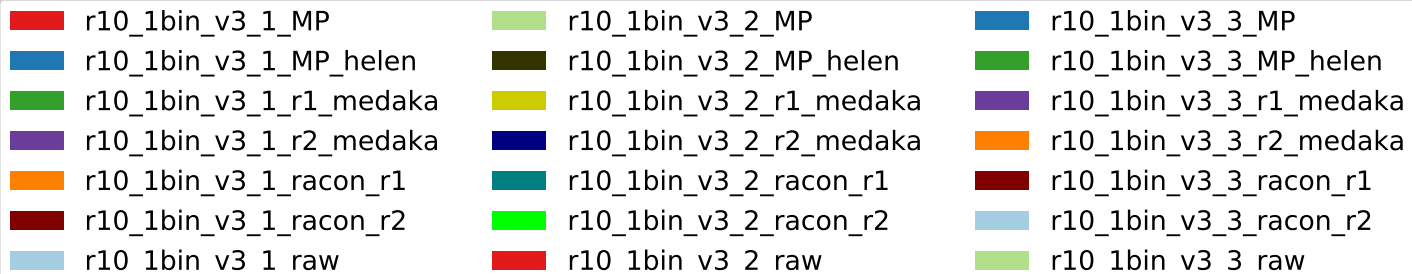 r10_1bin_v3_1_MP
r10_1bin_v3_1_MP_helen
r10_1bin_v3_1_r1_medaka
r10_1bin_v3_1_r2_medaka
r10_1bin_v3_1_racon_r1
r10_1bin_v3_1_racon_r2
r10_1bin_v3_1_raw
r10_1bin_v3_2_MP
r10_1bin_v3_2_MP_helen
r10_1bin_v3_2_r1_medaka
r10_1bin_v3_2_r2_medaka
r10_1bin_v3_2_racon_r1
r10_1bin_v3_2_racon_r2
r10_1bin_v3_2_raw
r10_1bin_v3_3_MP
r10_1bin_v3_3_MP_helen
r10_1bin_v3_3_r1_medaka
r10_1bin_v3_3_r2_medaka
r10_1bin_v3_3_racon_r1
r10_1bin_v3_3_racon_r2
r10_1bin_v3_3_raw